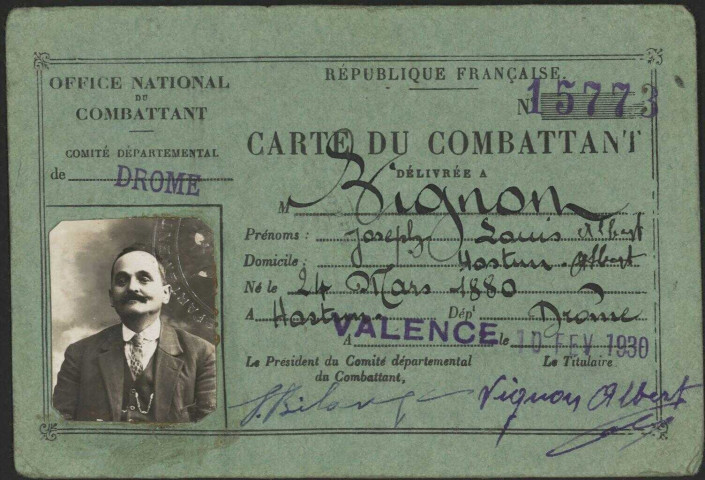 OFFICE NATIONAL
DU
COMBATTANT
COMITÉ DÉPARTEMENTAL
de DROME
RÉPUBLIQUE FRANÇAISE.
N 15773
CARTE DU COMBATTANT
DÉLIVRÉE A
M Vignon
Prénoms : Joseph Louis Albert
Domicile : Hostun Albert
Né le 24 Mars 1880
A Hostun Dépt Drôme
A VALENCE le 10 FEV 1930
Le Président du Comité départemental
du Combattant,
Le Titulaire
Vignon Albert